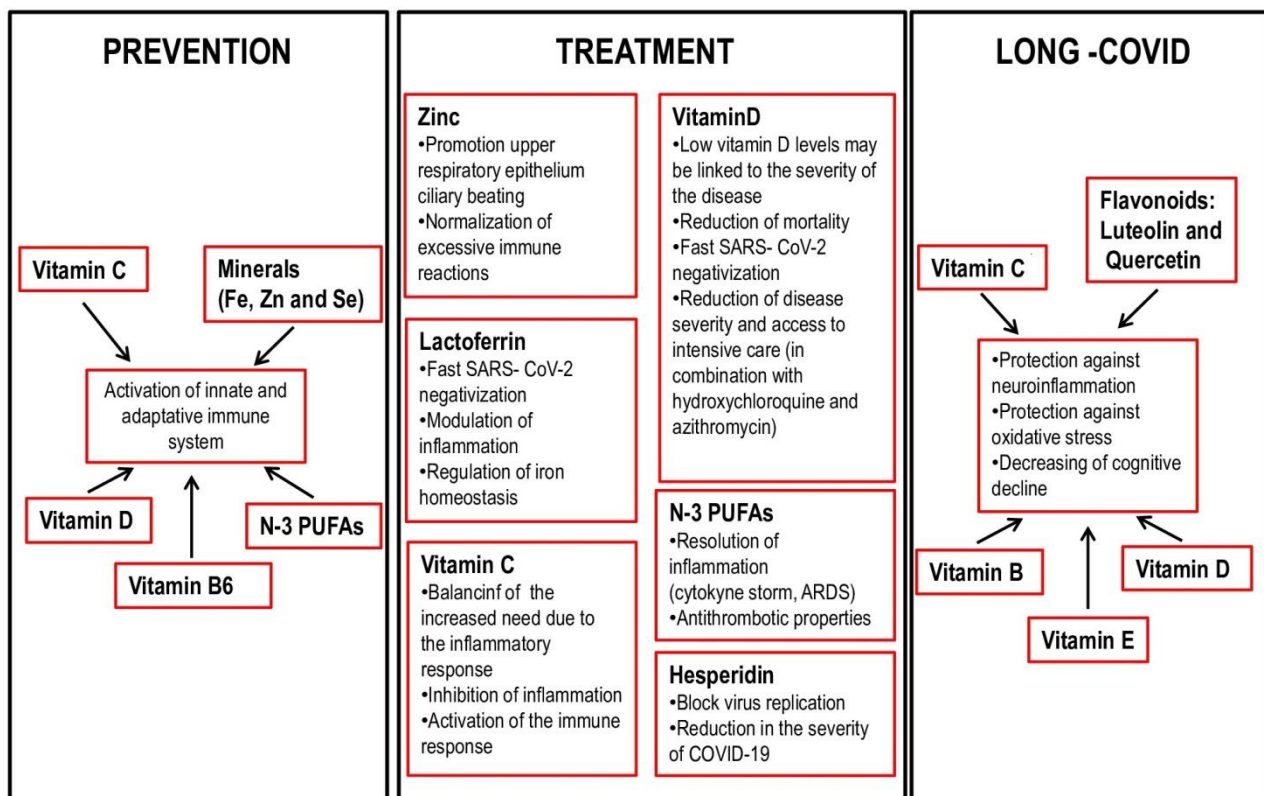 PREVENTION
Vitamin C
Minerals
(Fe, Zn and Se)
Activation of innate and
adaptative immune
system
Vitamin D
N-3 PUFAs
Vitamin B6
TREATMENT
Zinc
•Promotion upper
respiratory epithelium
ciliary beating
•Normalization of
excessive immune
reactions
Lactoferrin
•Fast SARS- CoV-2
negativization
•Modulation of
inflammation
•Regulation of iron
homeostasis
Vitamin C
•Balancinf of the
increased need due to
the inflammatory
response
•Inhibition of inflammation
•Activation of the immune
response
VitaminD
•Low vitamin D levels may
be linked to the severity of
the disease
•Reduction of mortality
•Fast SARS- CoV-2
negativization
•Reduction of disease
severity and access to
intensive care (in
combination with
hydroxychloroquine and
azithromycin)
N-3 PUFAs
•Resolution of
inflammation
(cytokyne storm, ARDS)
•Antithrombotic properties
Hesperidin
•Block virus replication
•Reduction in the severity
of COVID-19
LONG -COVID
Vitamin C
Flavonoids:
Luteolin and
Quercetin
•Protection against
neuroinflammation
•Protection against
oxidative stress
•Decreasing of cognitive
decline
Vitamin B
Vitamin D
Vitamin E